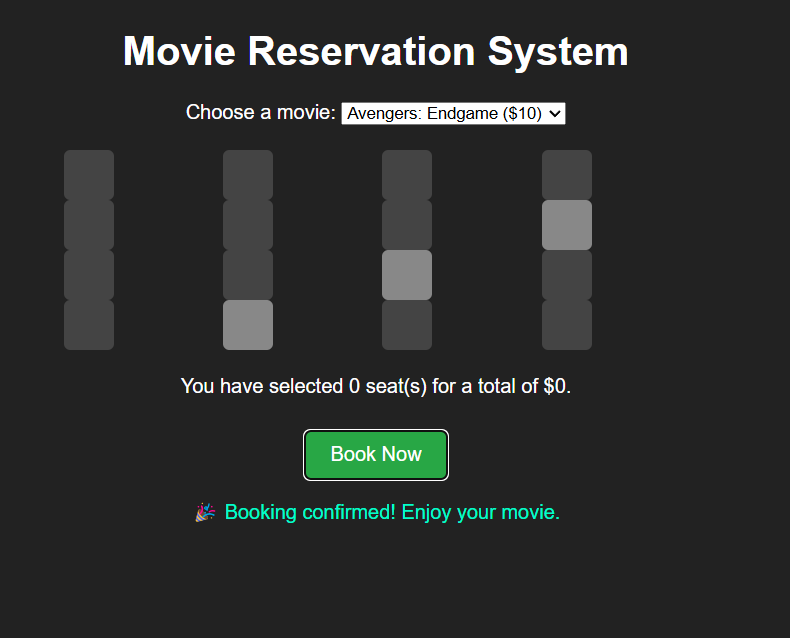 Movie Reservation System
Choose a movie: Avengers: Endgame ($10)
You have selected 0 seat(s) for a total of $0.
Book Now
🎉 Booking confirmed! Enjoy your movie.